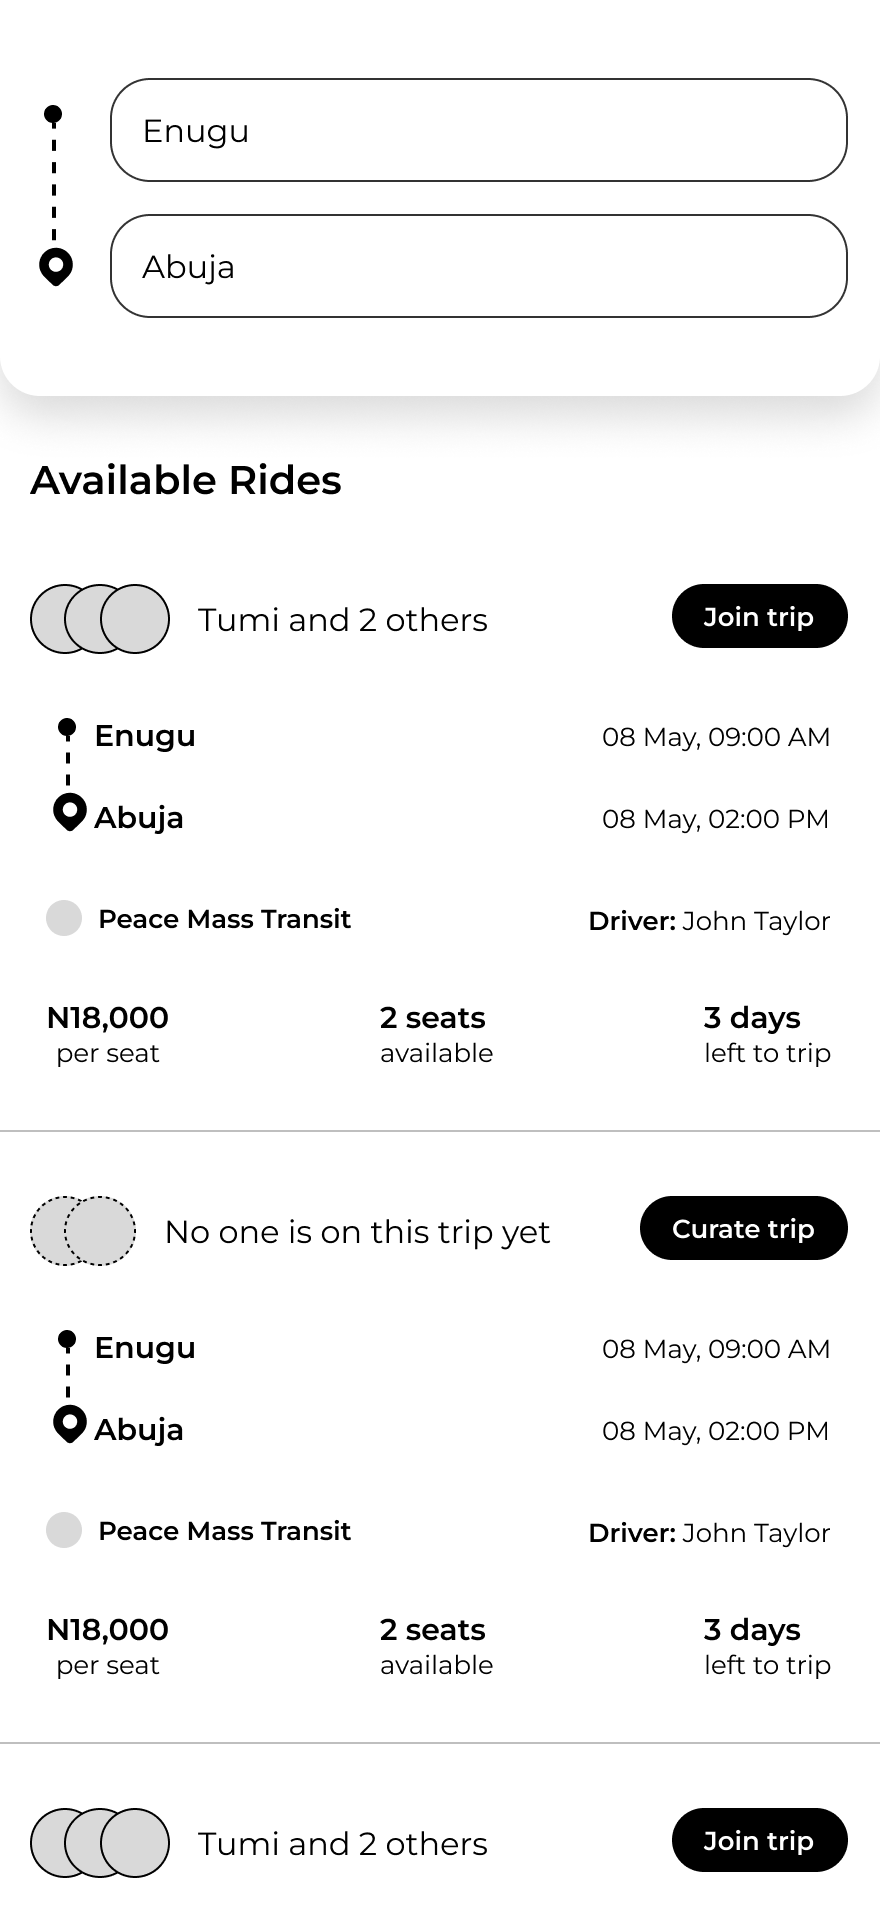 Enugu
Abuja
Available Rides
Tumi and 2 others
Join trip
Enugu
08 May, 09:00 AM
Abuja
08 May, 02:00 PM
Peace Mass Transit
Driver: John Taylor
N18,000
2 seats
3 days
per seat
available
left to trip
No one is on this trip yet
Curate trip
Enugu
08 May, 09:00 AM
Abuja
08 May, 02:00 PM
Peace Mass Transit
Driver: John Taylor
N18,000
2 seats
3 days
per seat
available
left to trip
Tumi and 2 others
Join trip